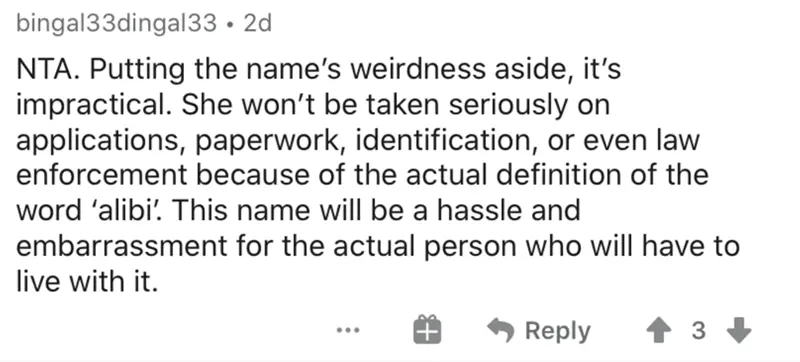 bingal33dingal33 • 2d
NTA. Putting the name's weirdness aside, it's
impractical. She won't be taken seriously on
applications, paperwork, identification, or even law
enforcement because of the actual definition of the
word 'alibi'. This name will be a hassle and
embarrassment for the actual person who will have to
live with it.
... Reply 3